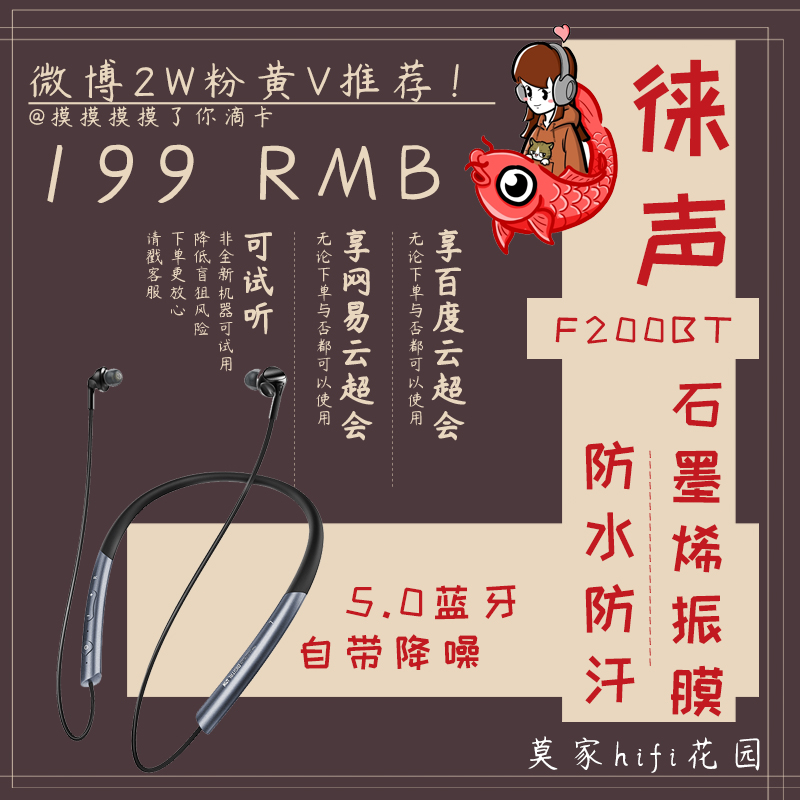 微博2W粉黄V推荐！
@摸摸摸摸了你滴卡
199 RMB
徕声
F200BT
石墨烯振膜
防水防汗
享百度云超会
无论下单与否都可以使用
享网易云超会
无论下单与否都可以使用
可试听
非全新机器可试用
降低盲狙风险
下单更放心
请戳客服
5.0蓝牙
自带降噪
莫家hifi花园